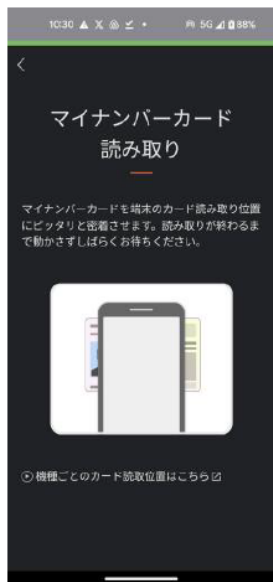 10:30
5G 88%
マイナンバーカード
読み取り
マイナンバーカードを端末のカード読み取り位置
にピッタリと密着させます。読み取りが終わるま
で動かさずしばらくお待ちください。
機種ごとのカード読取位置はこちら